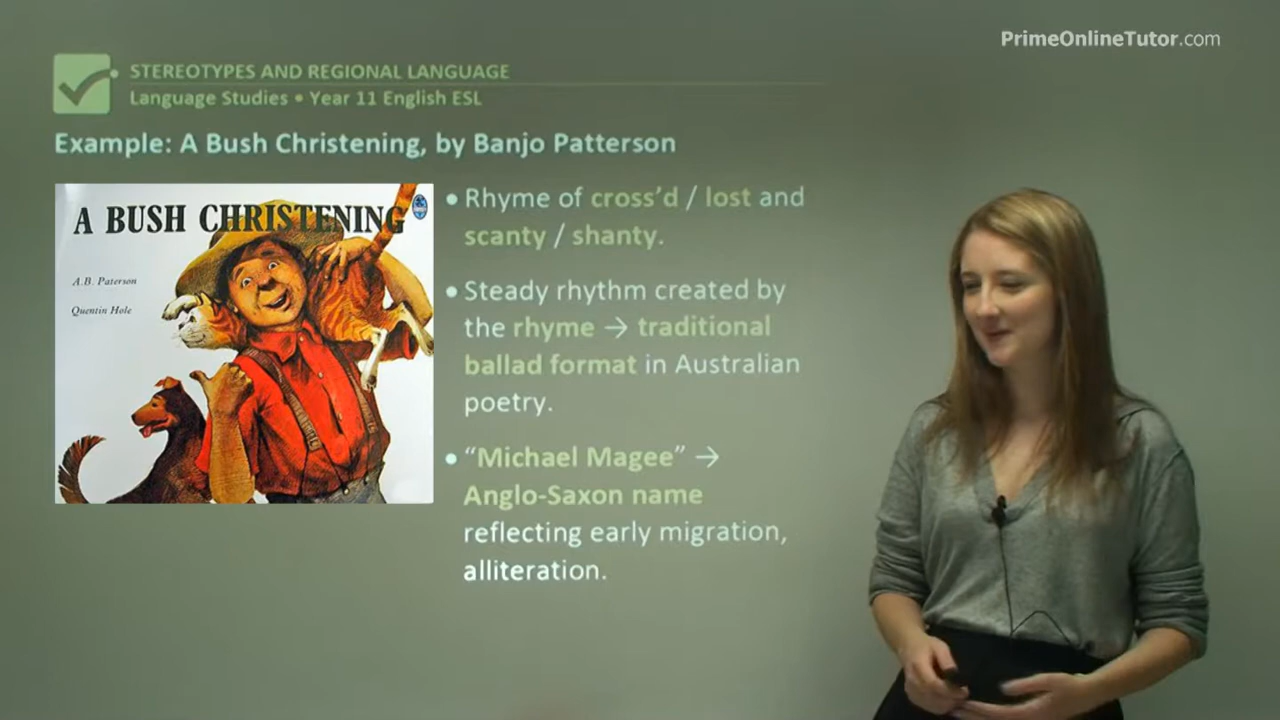 PrimeOnlineTutor.com
STEREOTYPES AND REGIONAL LANGUAGE
Language Studies • Year 11 English ESL
Example: A Bush Christening, by Banjo Patterson
A BUSH CHRISTENING
A.B. Paterson
Quentin Hole
• Rhyme of cross'd / lost and
scanty / shanty.
• Steady rhythm created by
the rhyme → traditional
ballad format in Australian
poetry.
• “Michael Magee” →
Anglo-Saxon name
reflecting early migration,
alliteration.